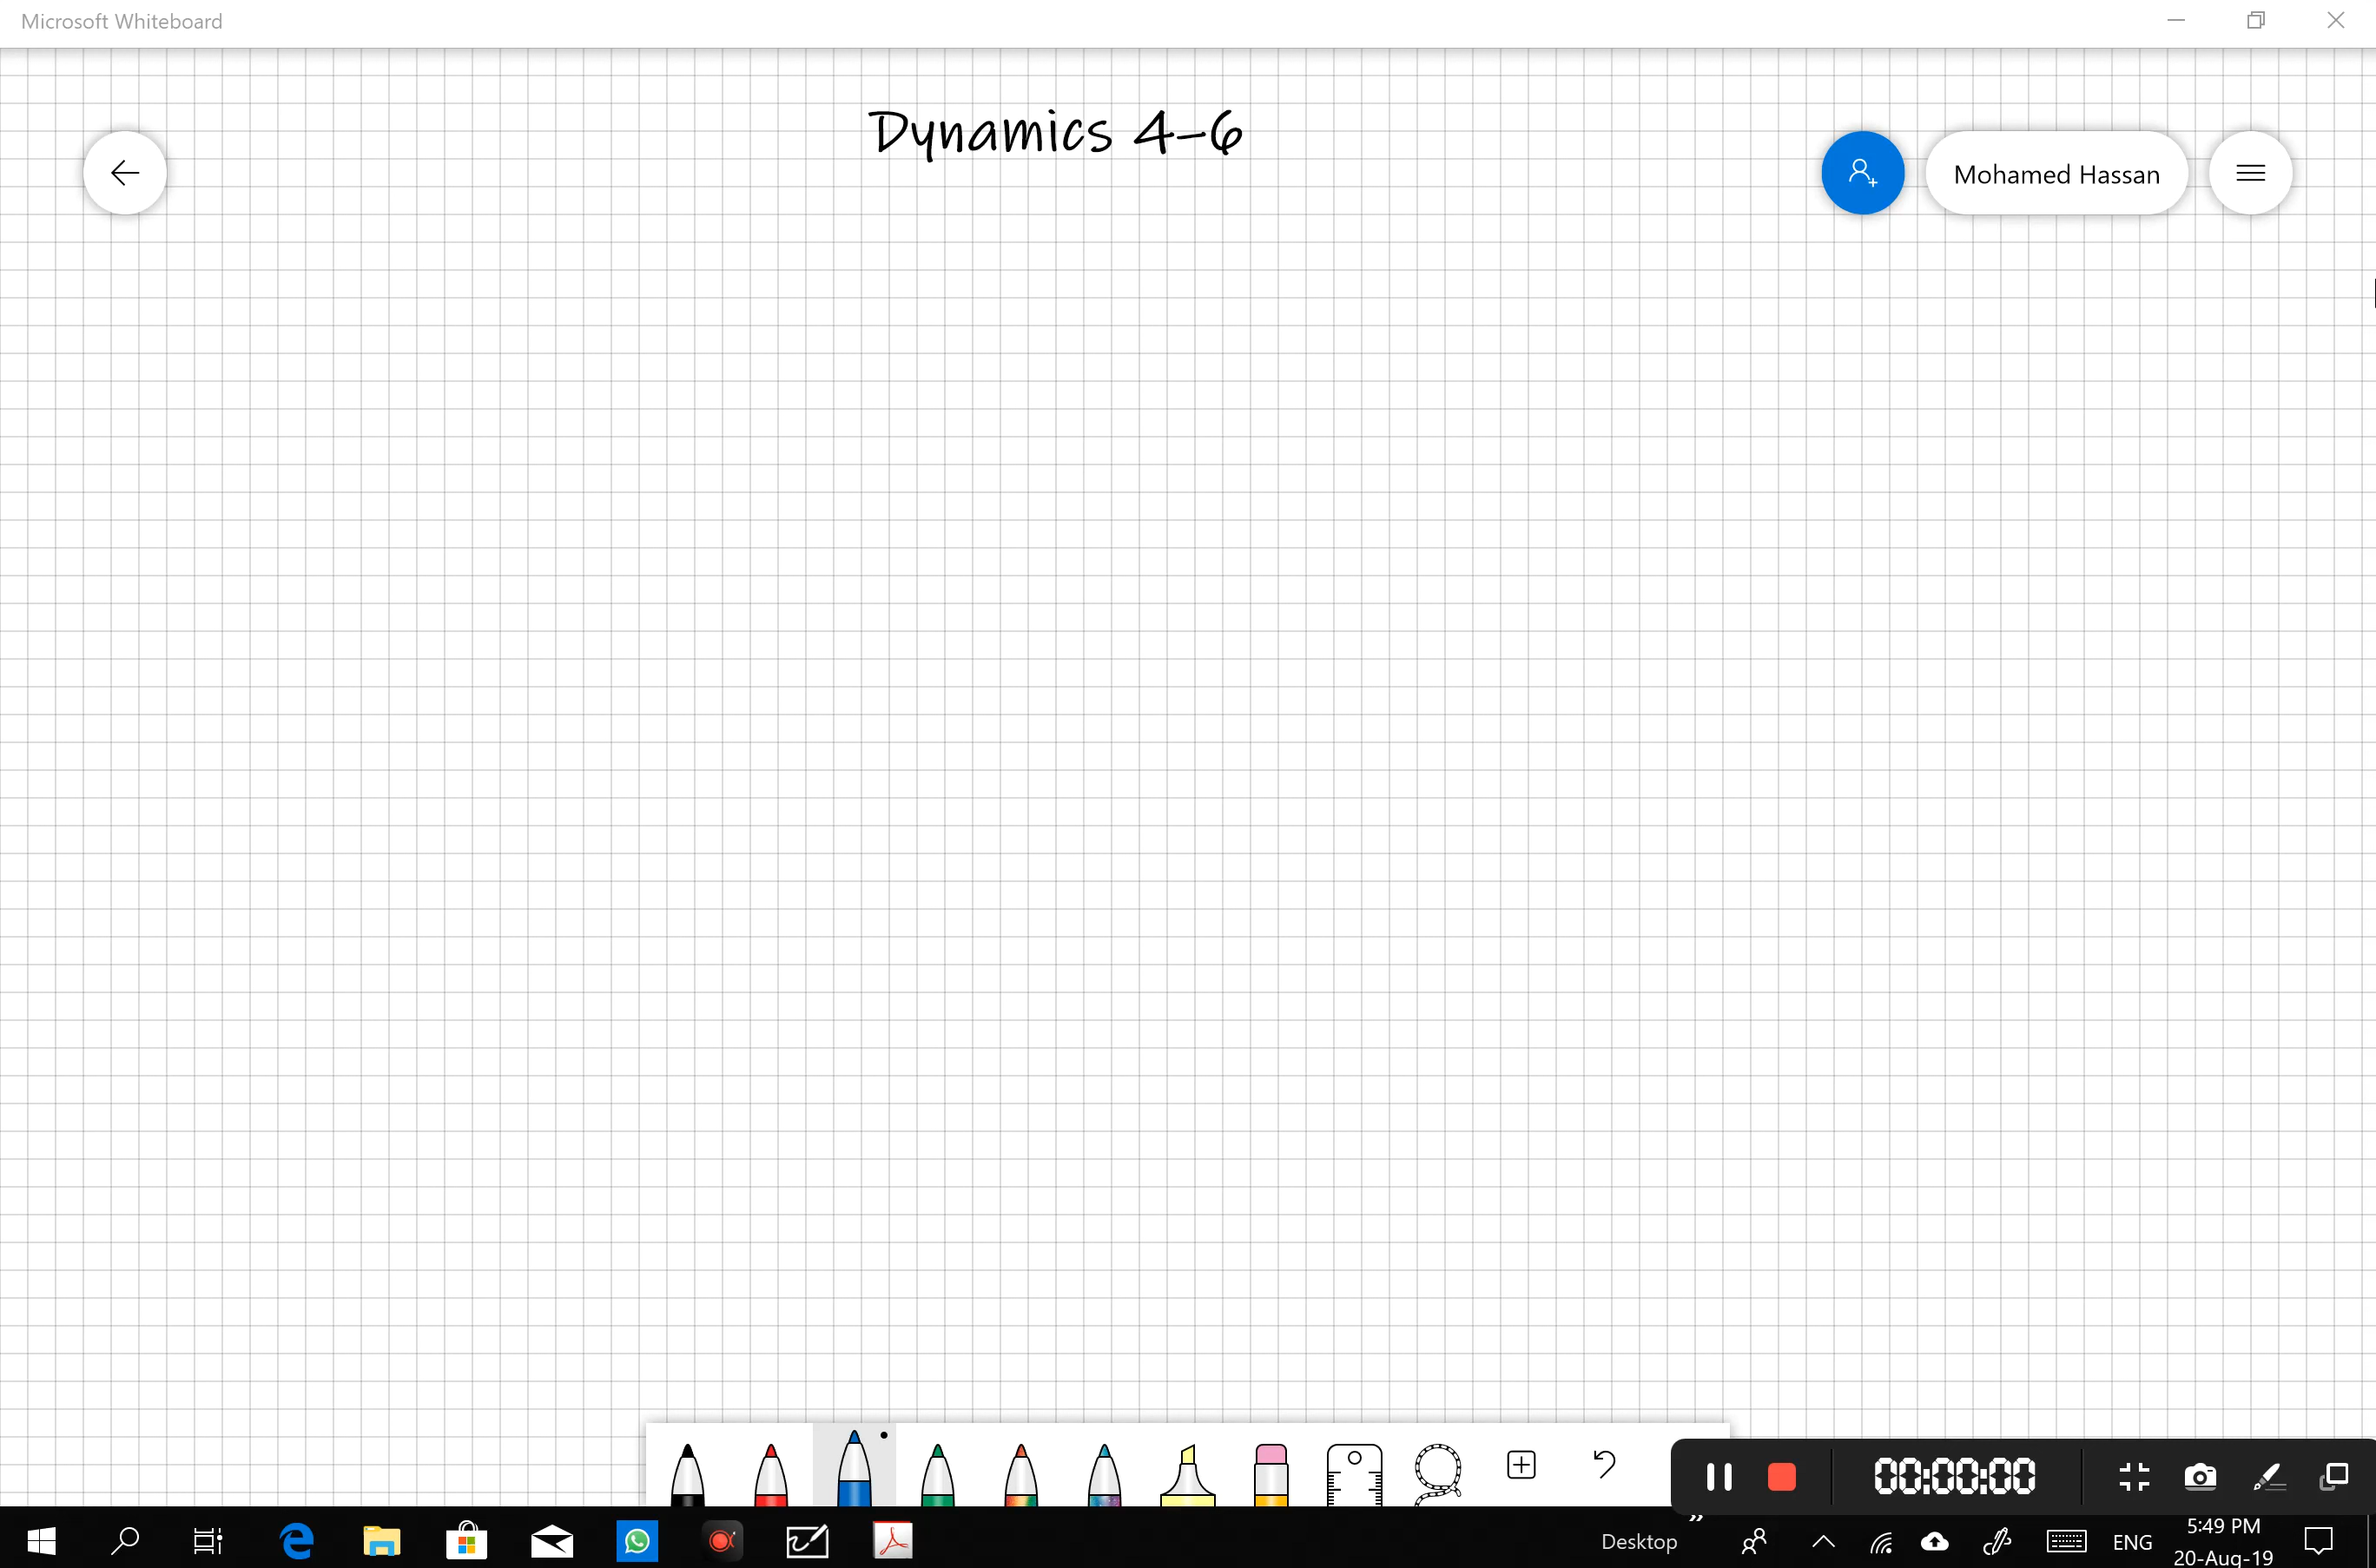 Microsoft Whiteboard
Dynamics 4-6
Mohamed Hassan
00:00:00
Desktop
»
ENG
5:49 PM
20-Aug-19